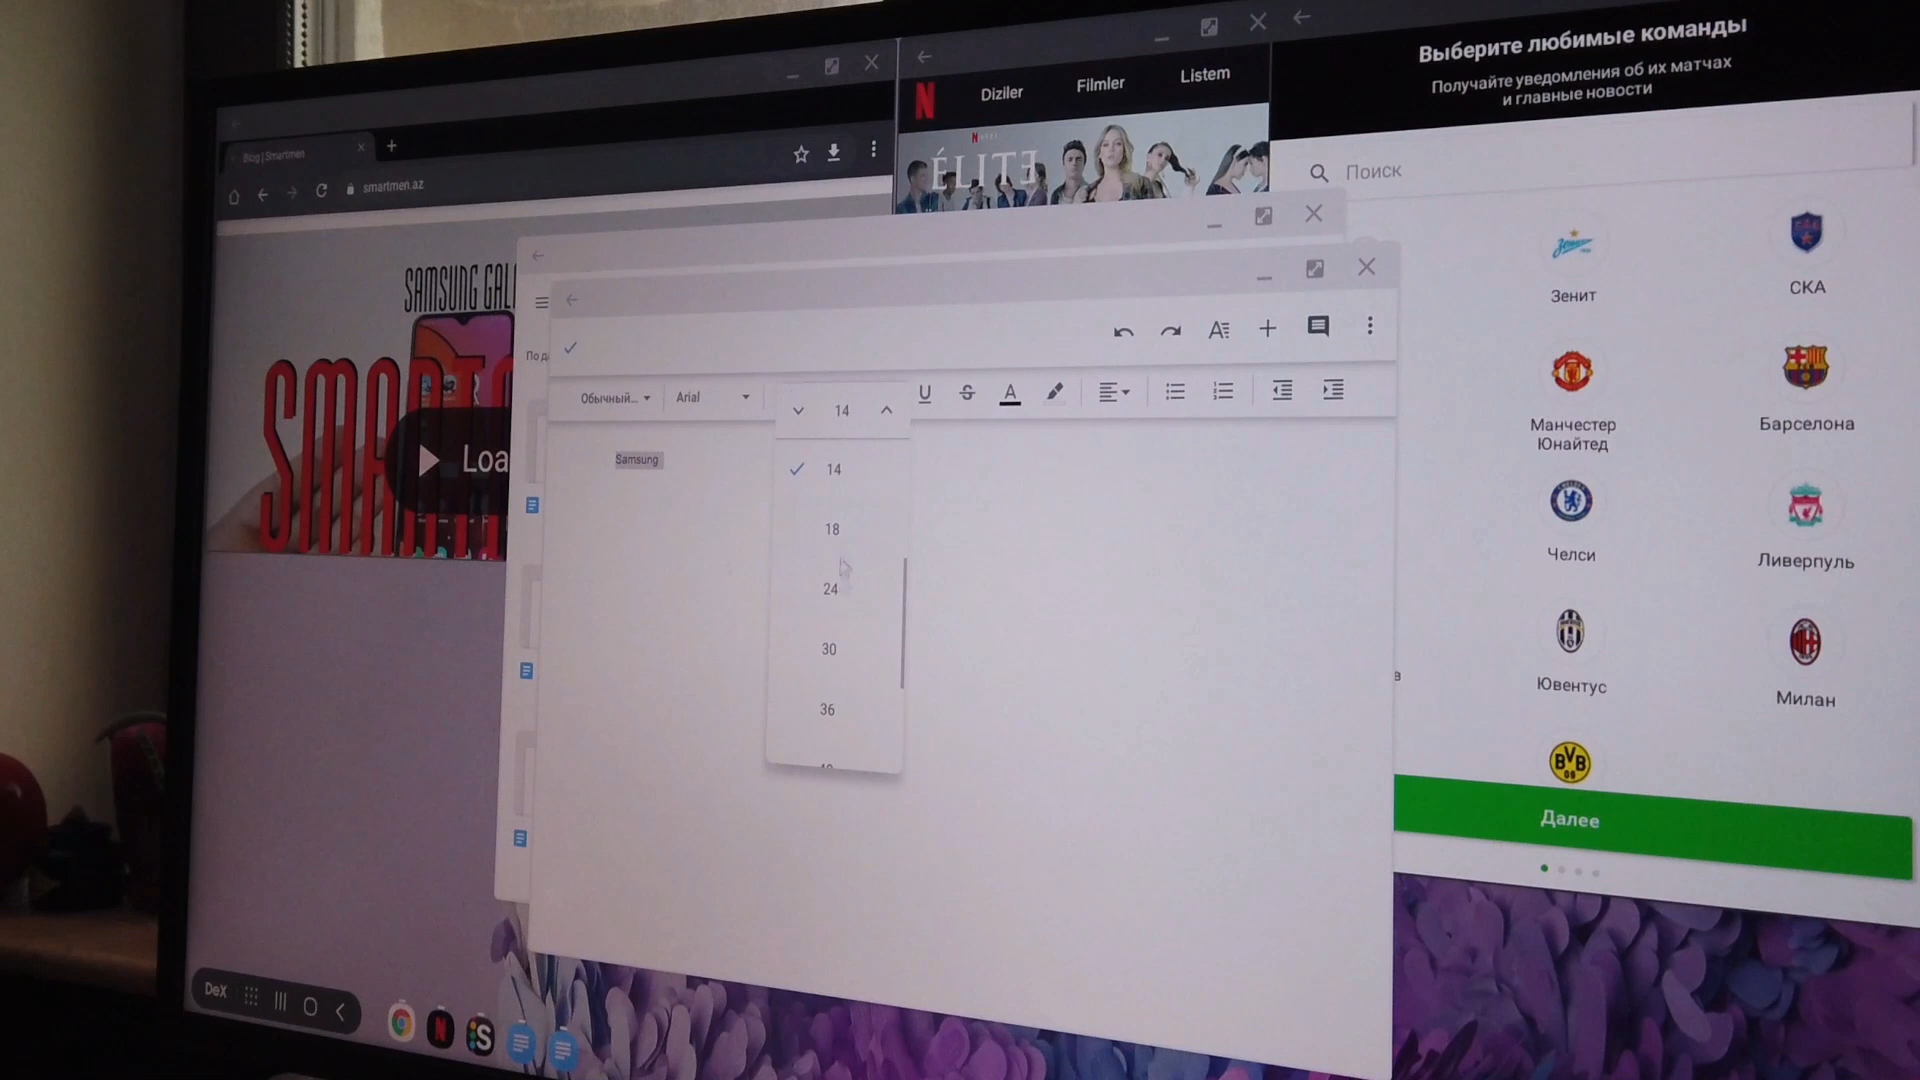 Blog | Smartmen
smartmen.az
SAMSUNG GAL
Loa
Diziler Filmler Listem
ÉLITE
Выберите любимые команды
Получайте уведомления об их матчах
и главные новости
Поиск
Зенит
СКА
Манчестер
Юнайтед
Барселона
Челси
Ливерпуль
Ювентус
Милан
Далее
Обычный...
Arial
14
Samsung
14
18
24
30
36
DeX